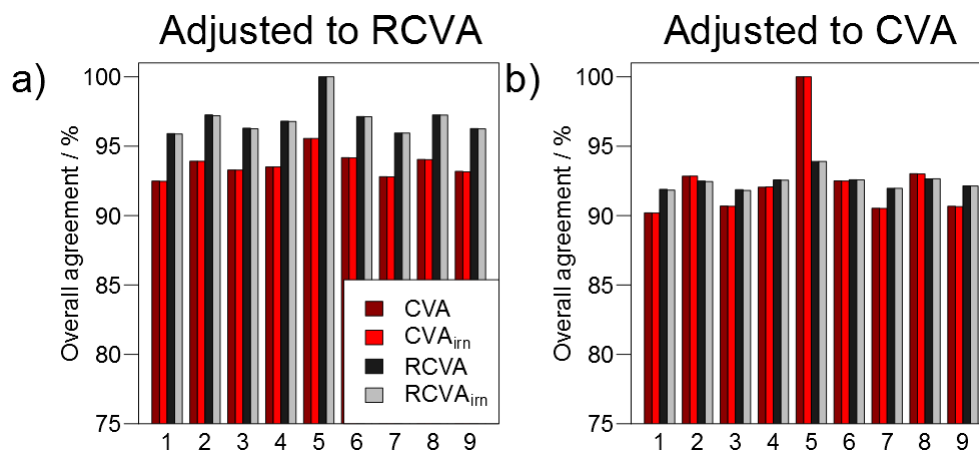 Adjusted to RCVA
a)
Overall agreement / %
100
95
90
85
80
75
1 2 3 4 5 6 7 8 9
CVA
CVAirn
RCVA
RCVAirn
Adjusted to CVA
b)
Overall agreement / %
100
95
90
85
80
75
1 2 3 4 5 6 7 8 9